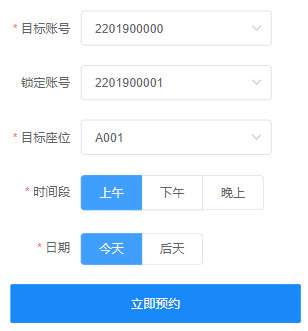 * 目标账号 2201900000
锁定账号 2201900001
* 目标座位 A001
* 时间段 上午 下午 晚上
* 日期 今天 后天
立即预约